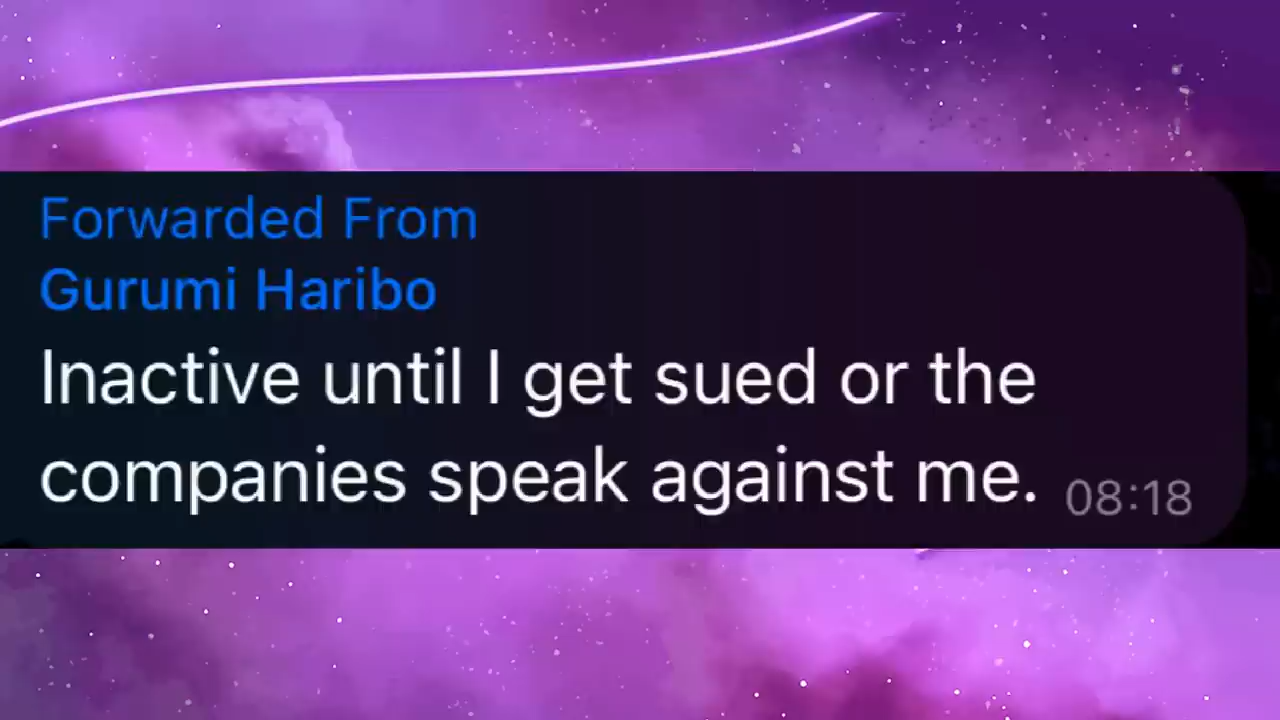 Forwarded From
Gurumi Haribo
Inactive until I get sued or the
companies speak against me.
08:18